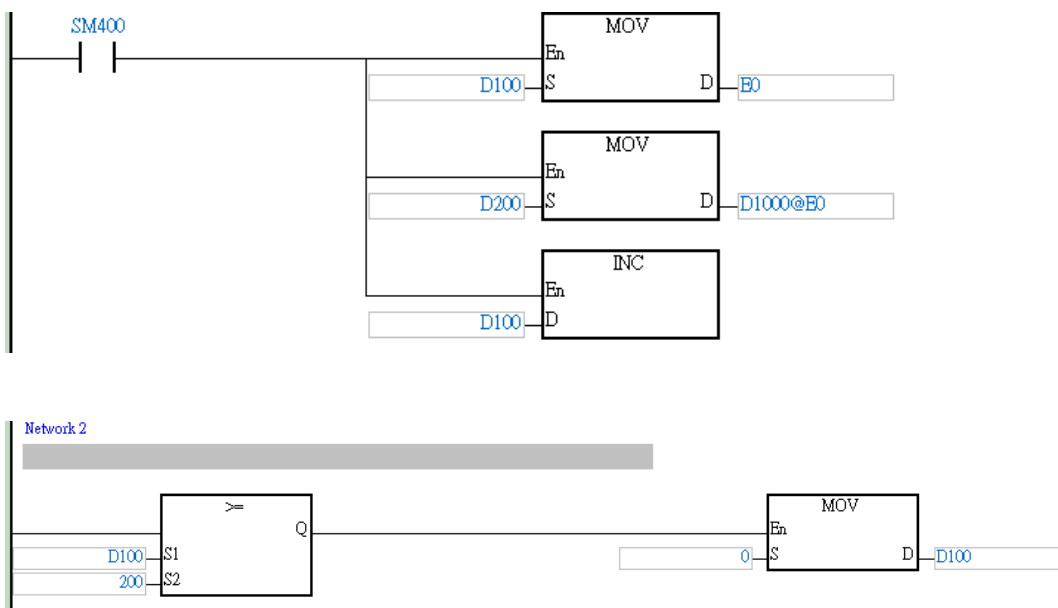 SM400
MOV
En
D100 S D E0
MOV
En
D200 S D D1000@E0
INC
En
D100 D
Network 2
>= MOV
Q En
D100 S1 0 S D D100
200 S2